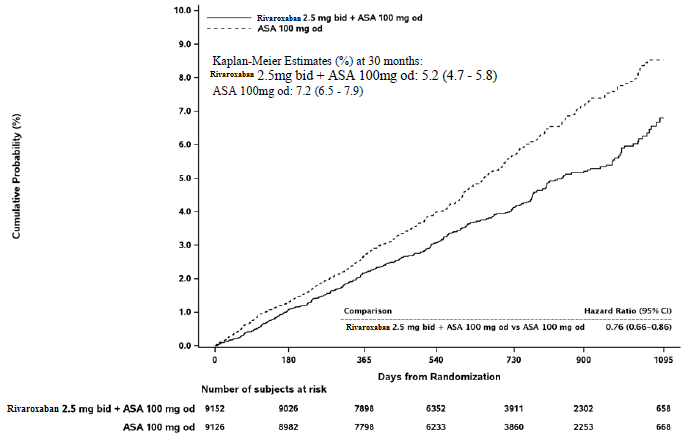 10.0
9.0
8.0
7.0
6.0
5.0
4.0
3.0
2.0
1.0
0.0
Cumulative Probability (%)
Rivaroxaban 2.5 mg bid + ASA 100 mg od
ASA 100 mg od
Kaplan-Meier Estimates (%) at 30 months:
Rivaroxaban 2.5mg bid + ASA 100mg od: 5.2 (4.7 - 5.8)
ASA 100mg od: 7.2 (6.5 - 7.9)
Comparison Hazard Ratio (95% CI)
Rivaroxaban 2.5 mg bid + ASA 100 mg od vs ASA 100 mg od 0.76 (0.66-0.86)
0 180 365 540 730 900 1095
Days from Randomization
Number of subjects at risk
Rivaroxaban 2.5 mg bid + ASA 100 mg od 9152 9026 7898 6352 3911 2302 658
ASA 100 mg od 9126 8982 7798 6233 3860 2253 668